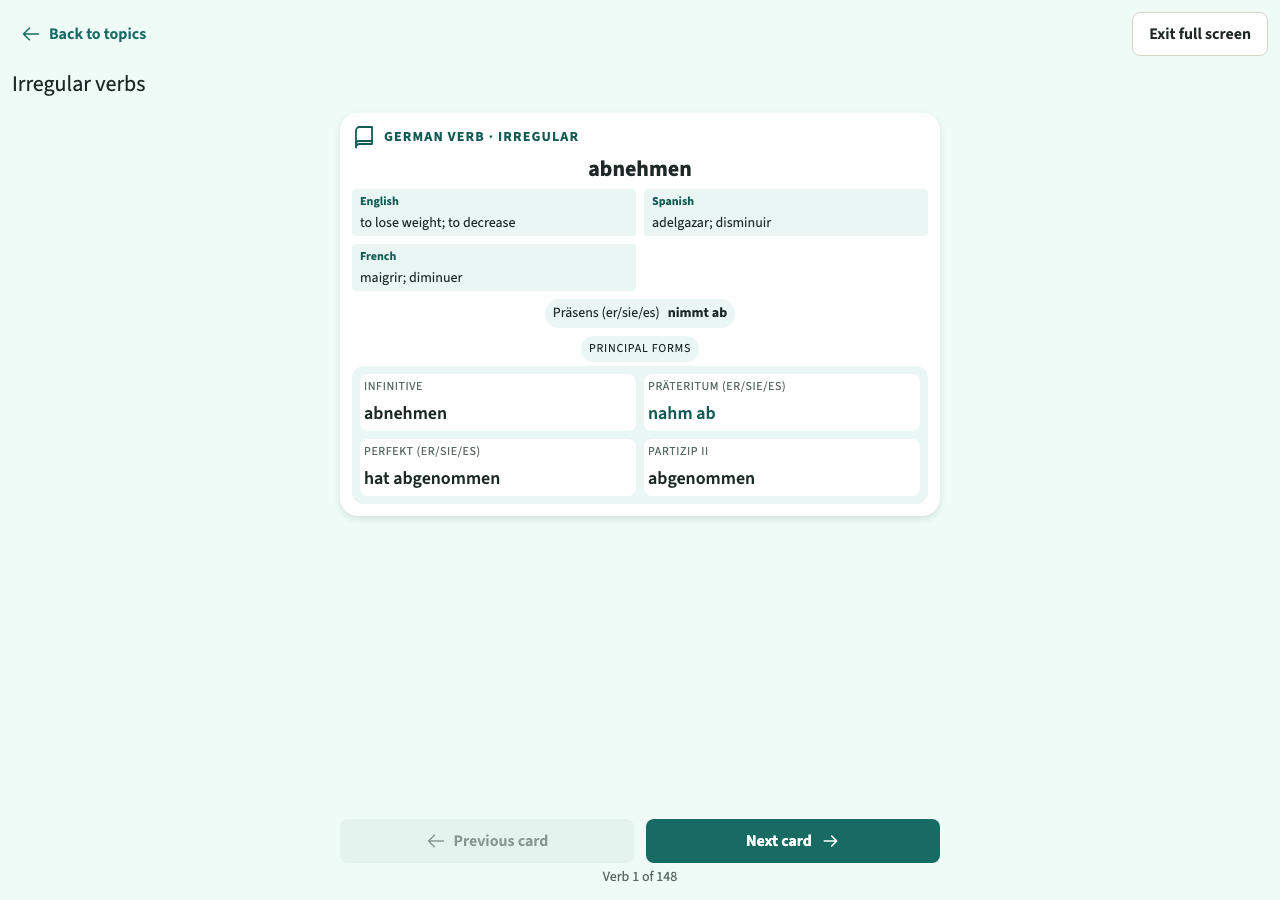 Back to topics
Exit full screen
Irregular verbs
GERMAN VERB · IRREGULAR
abnehmen
English
to lose weight; to decrease
Spanish
adelgazar; disminuir
French
maigrir; diminuer
Präsens (er/sie/es) nimmt ab
PRINCIPAL FORMS
INFINITIVE
abnehmen
PRÄTERITUM (ER/SIE/ES)
nahm ab
PERFEKT (ER/SIE/ES)
hat abgenommen
PARTIZIP II
abgenommen
Previous card
Next card
Verb 1 of 148